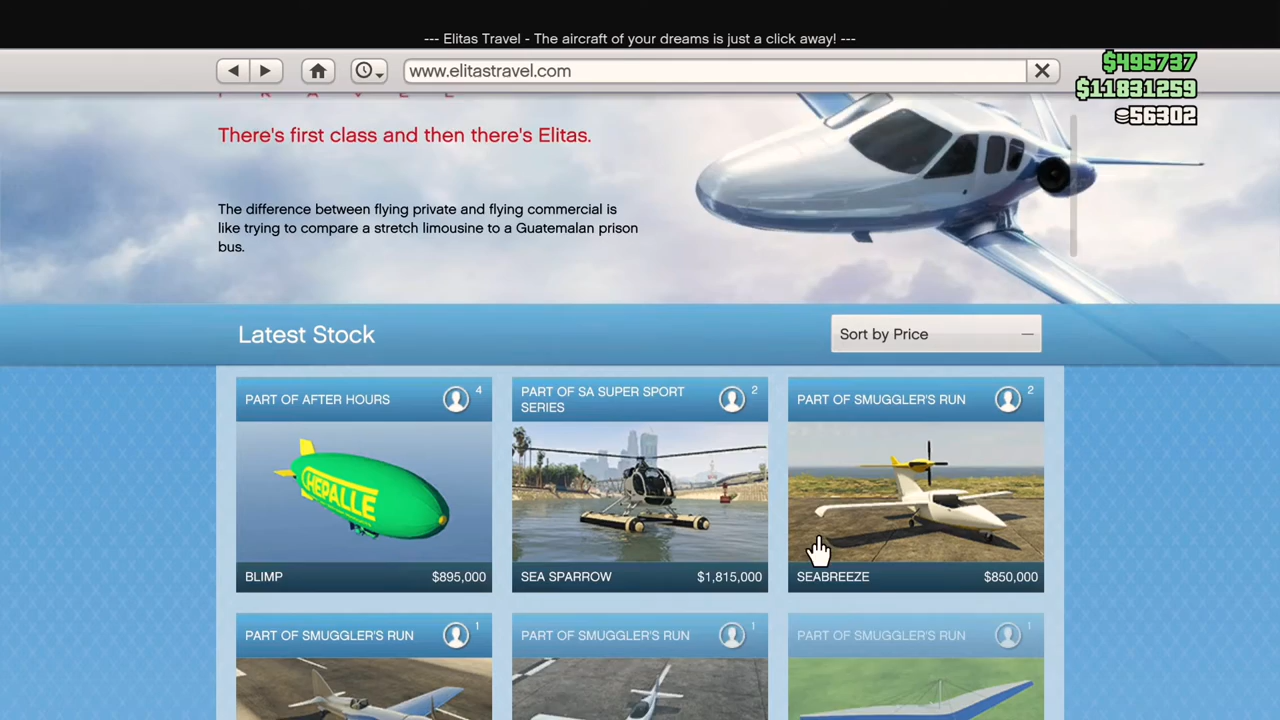 --- Elitas Travel - The aircraft of your dreams is just a click away! ---
www.elitastravel.com
$495737
$11831259
56302
T R A V E L
There's first class and then there's Elitas.
The difference between flying private and flying commercial is
like trying to compare a stretch limousine to a Guatemalan prison
bus.
Latest Stock
Sort by Price
PART OF AFTER HOURS 4
CHEPALLE
BLIMP $895,000
PART OF SA SUPER SPORT
SERIES 2
SEA SPARROW $1,815,000
PART OF SMUGGLER'S RUN 2
SEABREEZE $850,000
PART OF SMUGGLER'S RUN 1
PART OF SMUGGLER'S RUN 1
PART OF SMUGGLER'S RUN 1